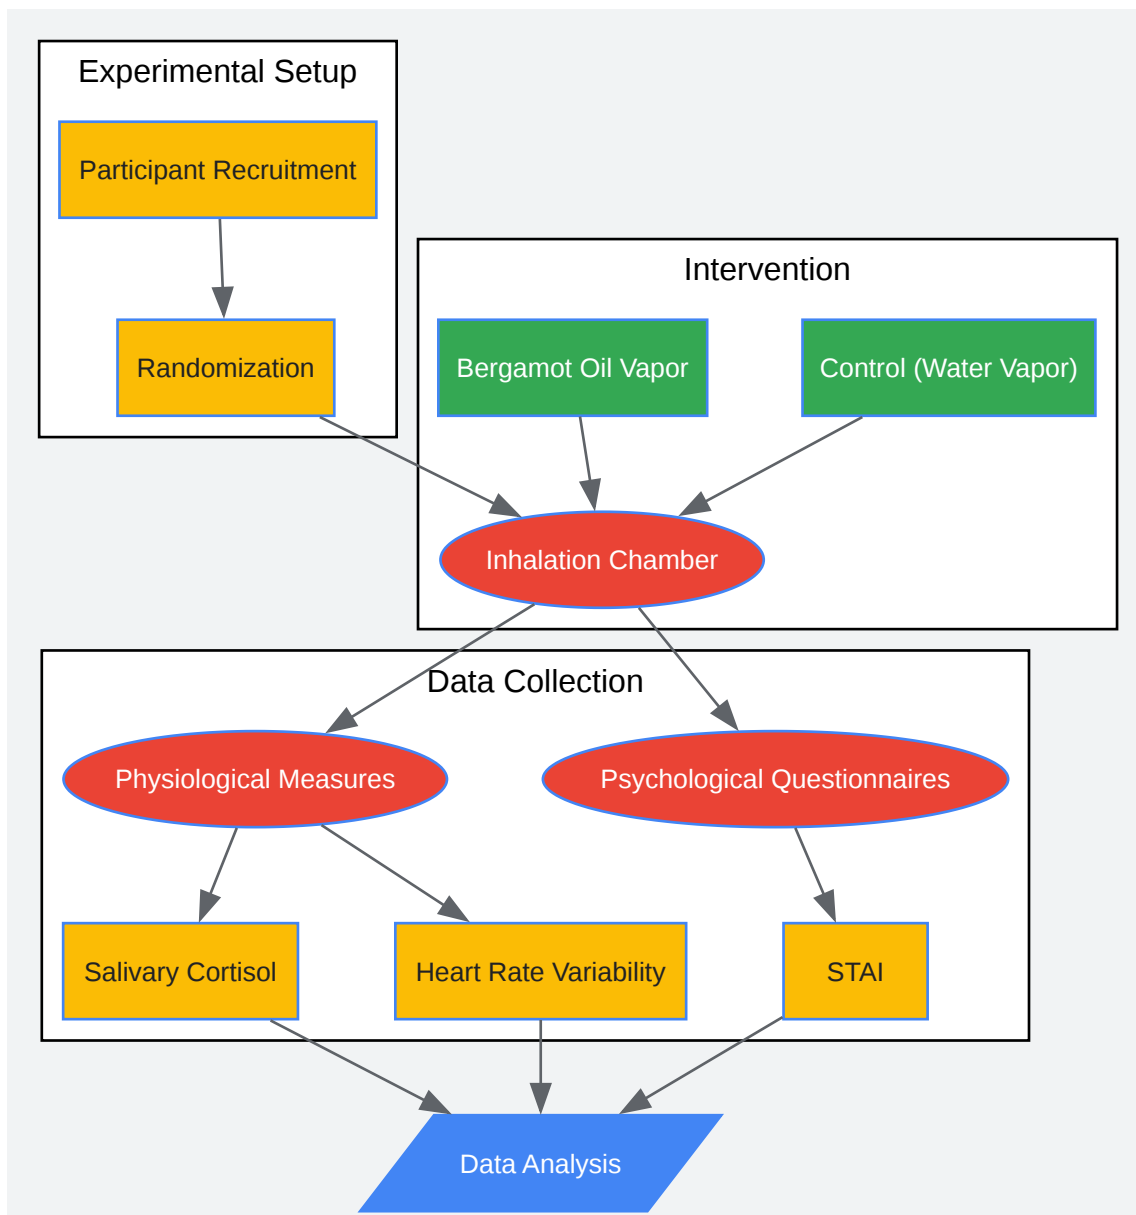 Experimental Setup
Participant Recruitment
Randomization
Intervention
Bergamot Oil Vapor
Control (Water Vapor)
Inhalation Chamber
Data Collection
Physiological Measures
Psychological Questionnaires
Salivary Cortisol
Heart Rate Variability
STAI
Data Analysis